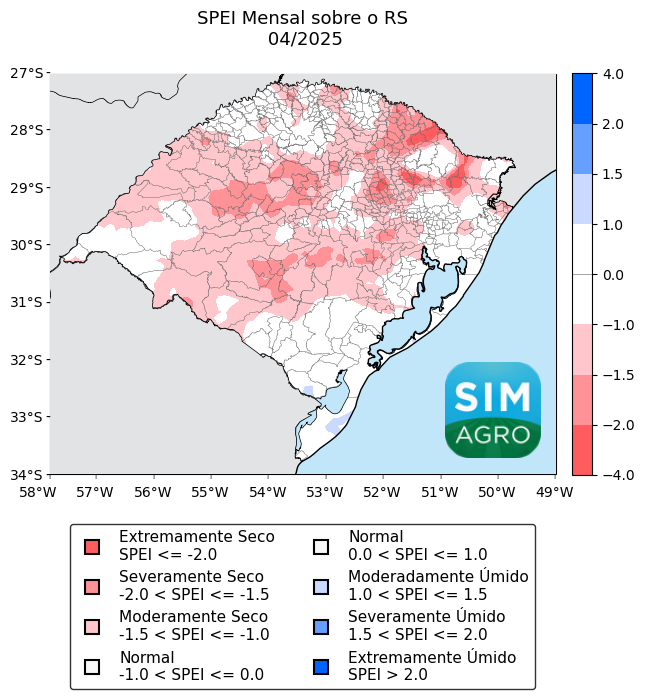 SPEI Mensal sobre o RS
04/2025
27°S
28°S
29°S
30°S
31°S
32°S
33°S
34°S
58°W 57°W 56°W 55°W 54°W 53°W 52°W 51°W 50°W 49°W
4.0
2.0
1.5
1.0
0.0
−1.0
−1.5
−2.0
−4.0
SIM
AGRO
Extremamente Seco
SPEI <= -2.0
Severamente Seco
-2.0 < SPEI <= -1.5
Moderamente Seco
-1.5 < SPEI <= -1.0
Normal
-1.0 < SPEI <= 0.0
Normal
0.0 < SPEI <= 1.0
Moderadamente Úmido
1.0 < SPEI <= 1.5
Severamente Úmido
1.5 < SPEI <= 2.0
Extremamente Úmido
SPEI > 2.0